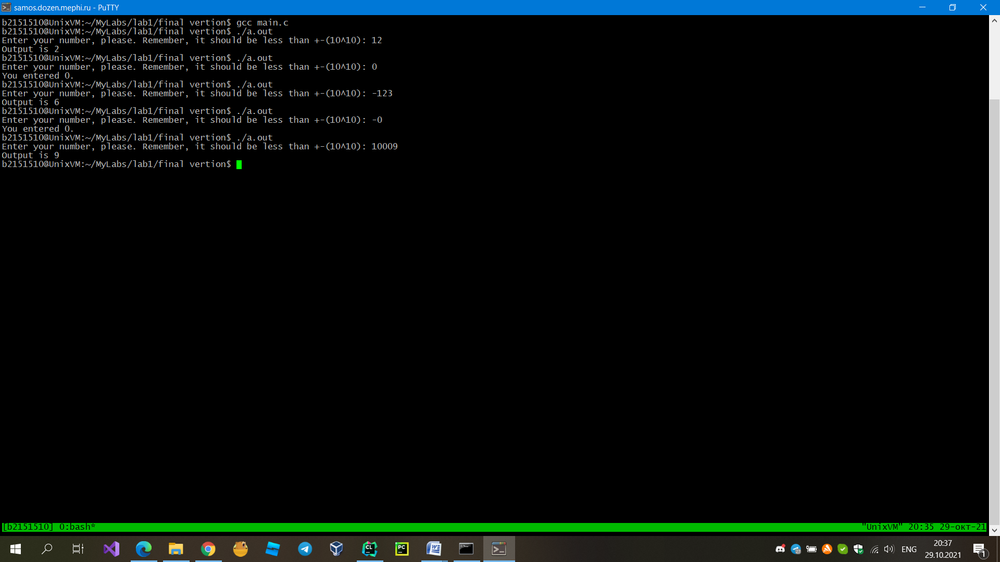 samos.dozen.mephi.ru - PuTTY
b2151510@UnixVM:~/MyLabs/lab1/final vertion$ gcc main.c
b2151510@UnixVM:~/MyLabs/lab1/final vertion$ ./a.out
Enter your number, please. Remember, it should be less than +-(10^10): 12
Output is 2
b2151510@UnixVM:~/MyLabs/lab1/final vertion$ ./a.out
Enter your number, please. Remember, it should be less than +-(10^10): 0
You entered 0.
b2151510@UnixVM:~/MyLabs/lab1/final vertion$ ./a.out
Enter your number, please. Remember, it should be less than +-(10^10): -123
Output is 6
b2151510@UnixVM:~/MyLabs/lab1/final vertion$ ./a.out
Enter your number, please. Remember, it should be less than +-(10^10): -0
You entered 0.
b2151510@UnixVM:~/MyLabs/lab1/final vertion$ ./a.out
Enter your number, please. Remember, it should be less than +-(10^10): 10009
Output is 9
b2151510@UnixVM:~/MyLabs/lab1/final vertion$
[b2151510] 0:bash* "UnixVM" 20:35 29-окт-21
CL PC W 27 ENG 20:37
29.10.2021 1